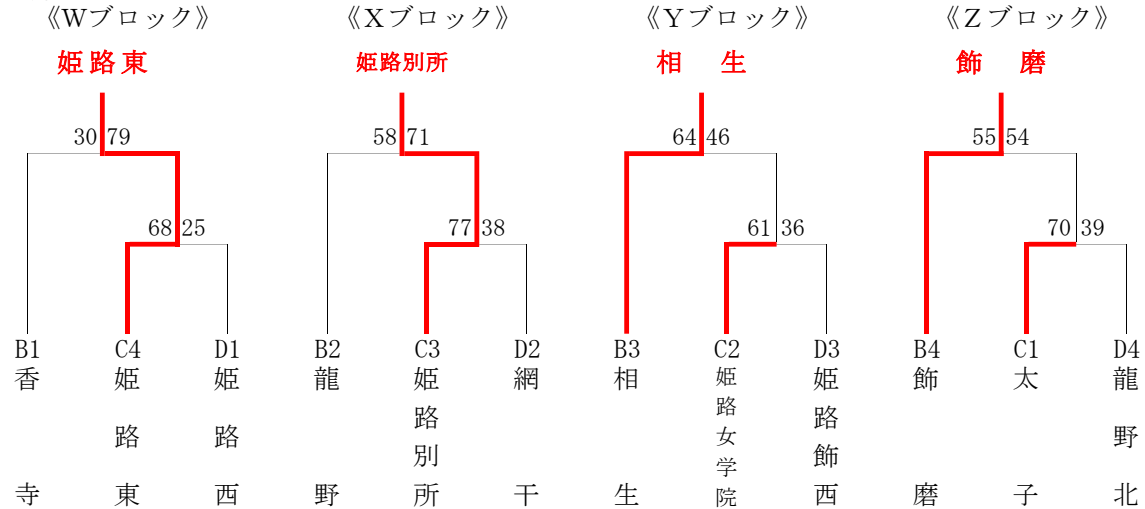 《Wブロック》 《Xブロック》 《Yブロック》 《Zブロック》
姫路東 姫路別所 相生 飾磨
30 79 58 71 64 46 55 54
68 25 77 38 61 36 70 39
B1 C4 D1 B2 C3 D2 B3 C2 D3 B4 C1 D4
香寺 姫路東 姫路西 龍野 姫路別所 網干 相生 姫路女学院 姫路飾西 飾磨 太子 龍野北